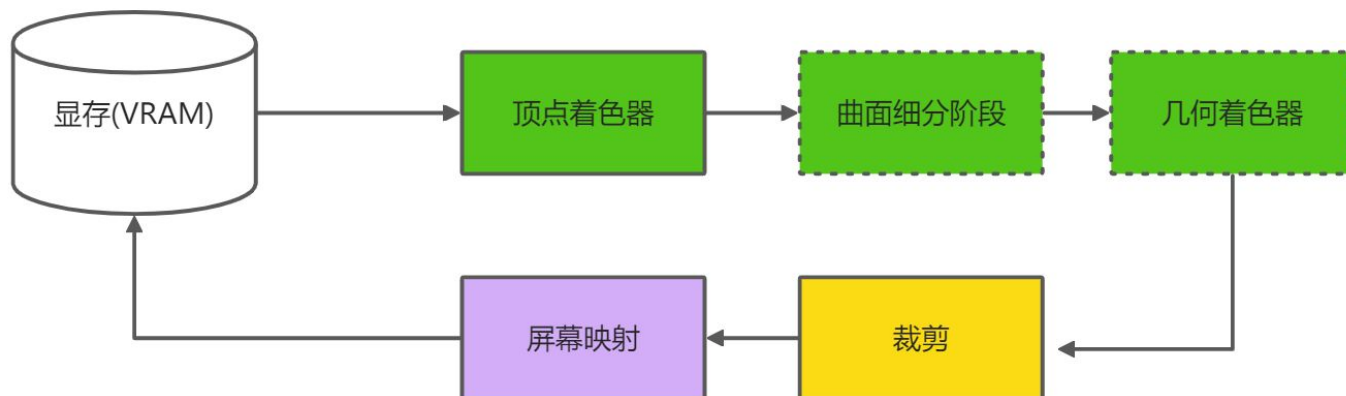 显存(VRAM)
顶点着色器
曲面细分阶段
几何着色器
裁剪
屏幕映射